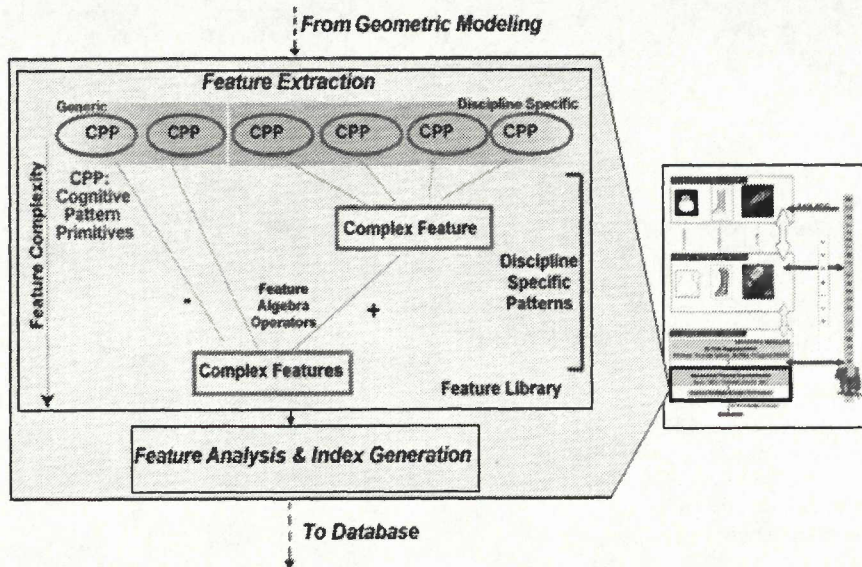 From Geometric Modeling
Feature Extraction
Generic
Discipline Specific
CPP
CPP
CPP
CPP
CPP
CPP
Feature Complexity
CPP:
Cognitive
Pattern
Primitives
Complex Feature
Discipline
Specific
Patterns
-
Feature
Algebra
Operators
+
Complex Features
Feature Library
Feature Analysis & Index Generation
To Database